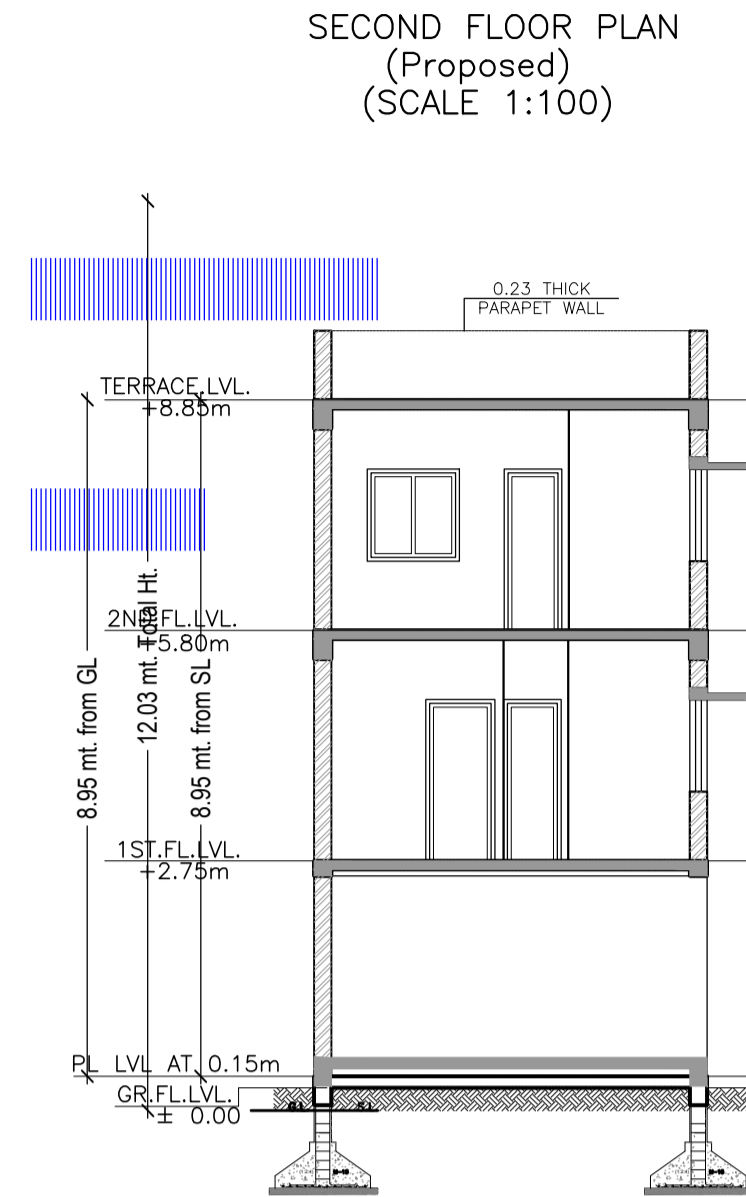 SECOND FLOOR PLAN
(Proposed)
(SCALE 1:100)
0.23 THICK
PARAPET WALL
TERRACE.LVL.
+8.85m
2ND.FL.LVL.
+5.80m
12.03 mt. Total Ht.
8.95 mt. from GL
8.95 mt. from SL
1ST.FL.LVL.
+2.75m
PL LVL AT 0.15m
GR.FL.LVL.
± 0.00